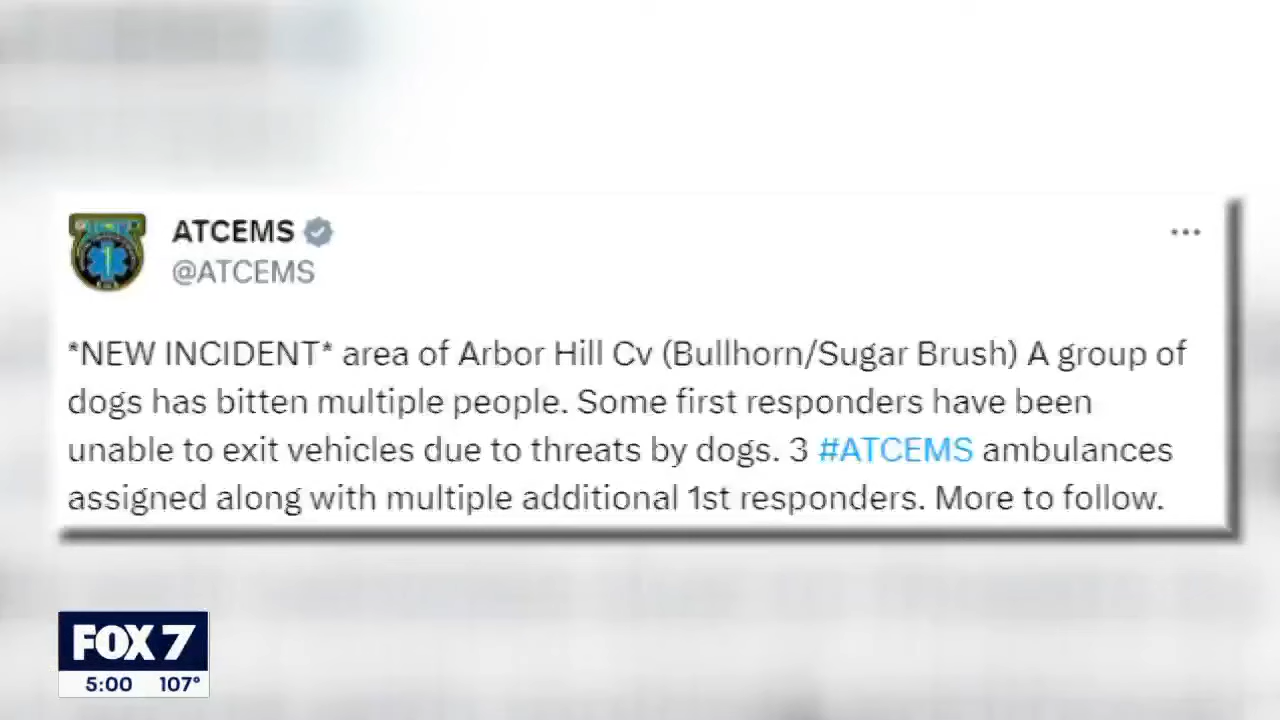 ATCEMS
@ATCEMS
*NEW INCIDENT* area of Arbor Hill Cv (Bullhorn/Sugar Brush) A group of
dogs has bitten multiple people. Some first responders have been
unable to exit vehicles due to threats by dogs. 3 #ATCEMS ambulances
assigned along with multiple additional 1st responders. More to follow.
FOX 7
5:00 107°